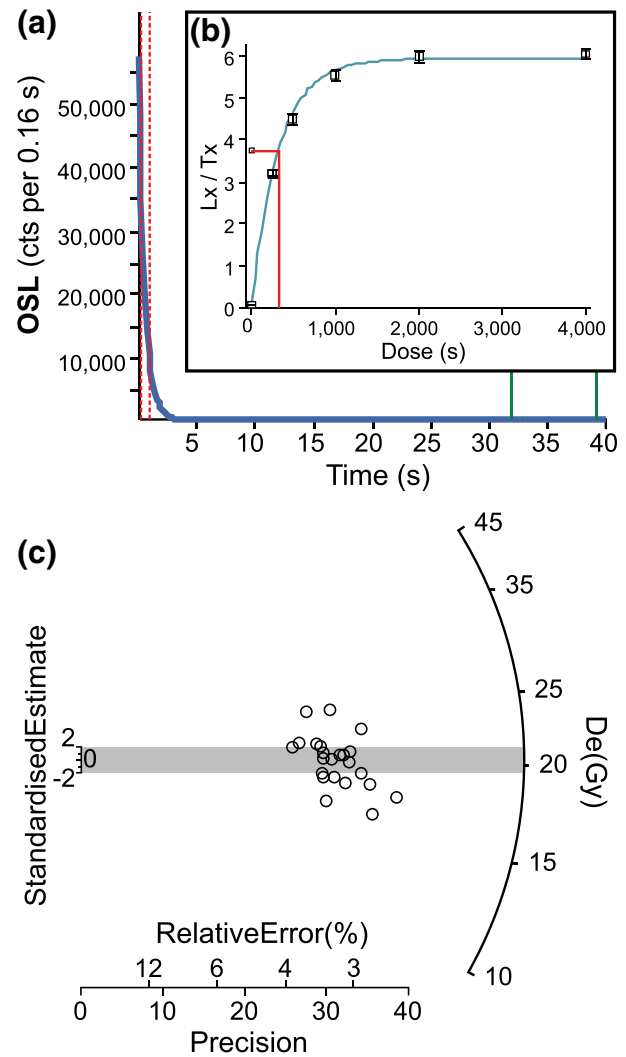 (a)
OSL (cts per 0.16 s)
50,000
40,000
30,000
20,000
10,000
5 10 15 20 25 30 35 40
Time (s)
(b)
Lx / Tx
6
5
4
3
2
1
0
0 1,000 2,000 3,000 4,000
Dose (s)
(c)
StandardisedEstimate
2
0
-2
45
35
25
20
15
10
De(Gy)
RelativeError(%)
12 6 4 3
0 10 20 30 40
Precision